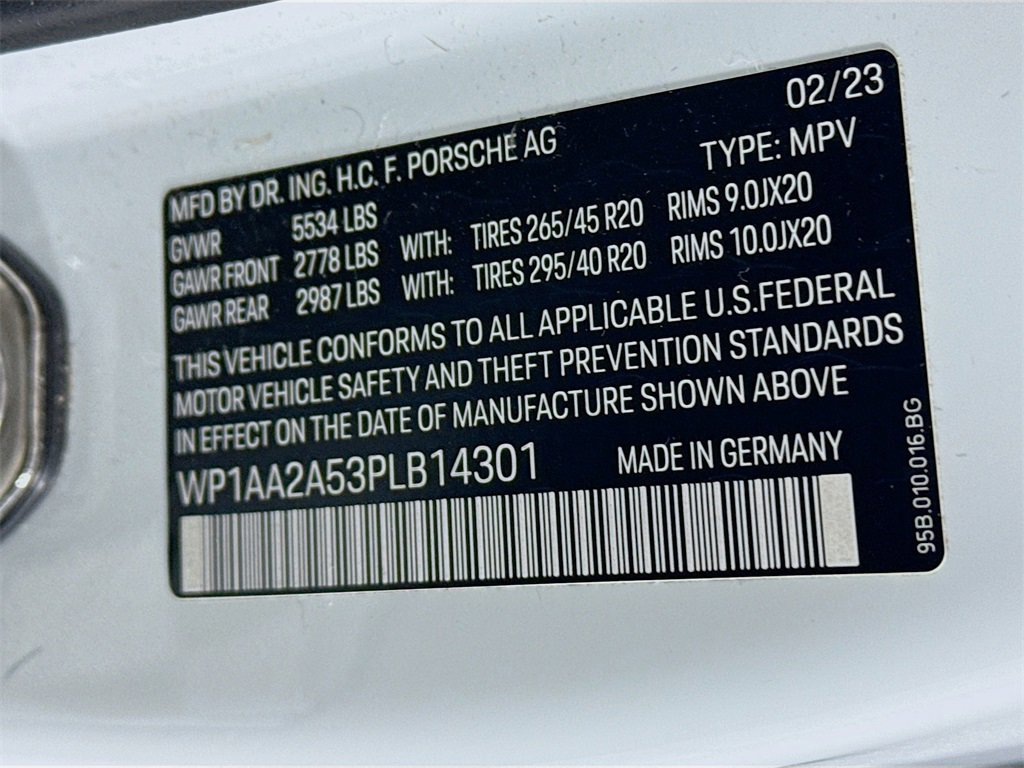 02/23
MFD BY DR. ING. H.C. F. PORSCHE AG TYPE: MPV
GVWR 5534 LBS
GAWR FRONT 2778 LBS WITH: TIRES 265/45 R20 RIMS 9.0JX20
GAWR REAR 2987 LBS WITH: TIRES 295/40 R20 RIMS 10.0JX20
THIS VEHICLE CONFORMS TO ALL APPLICABLE U.S.FEDERAL
MOTOR VEHICLE SAFETY AND THEFT PREVENTION STANDARDS
IN EFFECT ON THE DATE OF MANUFACTURE SHOWN ABOVE
WP1AA2A53PLB14301 MADE IN GERMANY
95B.010.016.BG